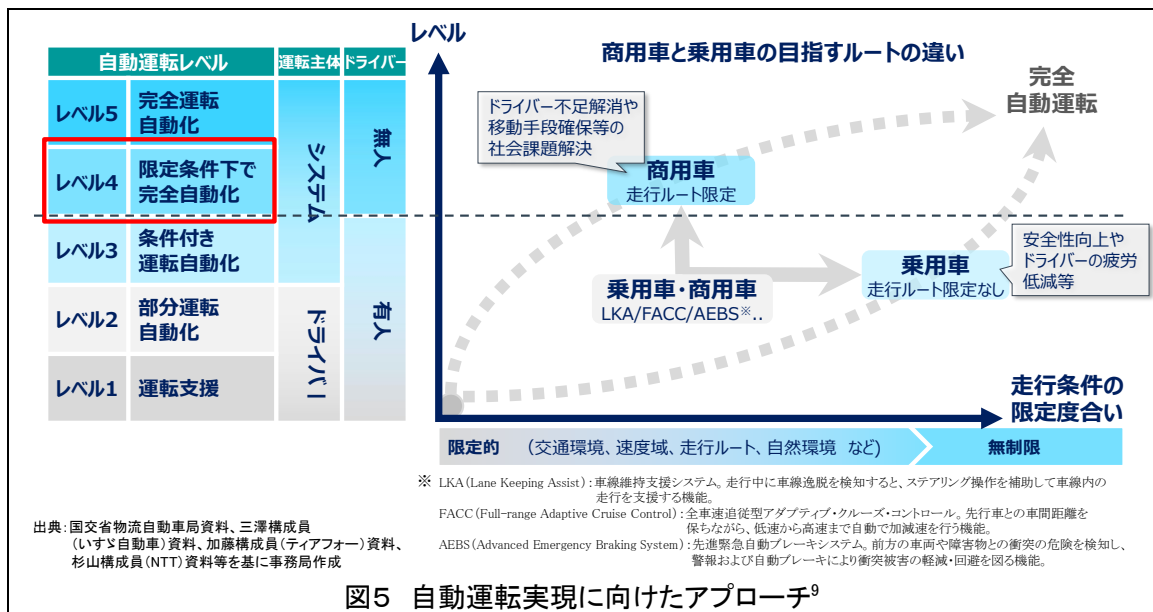 自動運転レベル 運転主体 ドライバー
レベル5 完全運転
自動化
レベル4 限定条件下で
完全自動化
レベル3 条件付き
運転自動化
レベル2 部分運転
自動化
レベル1 運転支援
システム
ドライバー
無人
有人
レベル
商用車と乗用車の目指すルートの違い
完全
自動運転
ドライバー不足解消や
移動手段確保等の
社会課題解決
商用車
走行ルート限定
乗用車・商用車
LKA/FACC/AEBS※..
乗用車
走行ルート限定なし
安全性向上や
ドライバーの疲労
低減等
走行条件の
限定度合い
限定的 (交通環境、速度域、走行ルート、自然環境 など) 無制限
※ LKA(Lane Keeping Assist):車線維持支援システム。走行中に車線逸脱を検知すると、ステアリング操作を補助して車線内の
走行を支援する機能。
FACC(Full-range Adaptive Cruise Control):全車速追従型アダプティブ・クルーズ・コントロール。先行車との車間距離を
保ちながら、低速から高速まで自動で加減速を行う機能。
AEBS(Advanced Emergency Braking System):先進緊急自動ブレーキシステム。前方の車両や障害物との衝突の危険を検知し、
警報および自動ブレーキにより衝突被害の軽減・回避を図る機能。
出典:国交省物流自動車局資料、三澤構成員
(いすゞ自動車)資料、加藤構成員(ティアフォー)資料、
杉山構成員(NTT)資料等を基に事務局作成
図5 自動運転実現に向けたアプローチ9